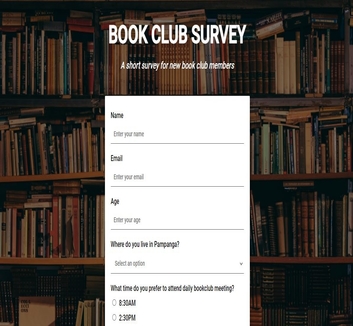 BOOK CLUB SURVEY
A short survey for new book club members
Name
Enter your name
Email
Enter your email
Age
Enter your age
Where do you live in Pampanga?
Select an option
What time do you prefer to attend daily bookclub meeting?
8:30AM
2:30PM